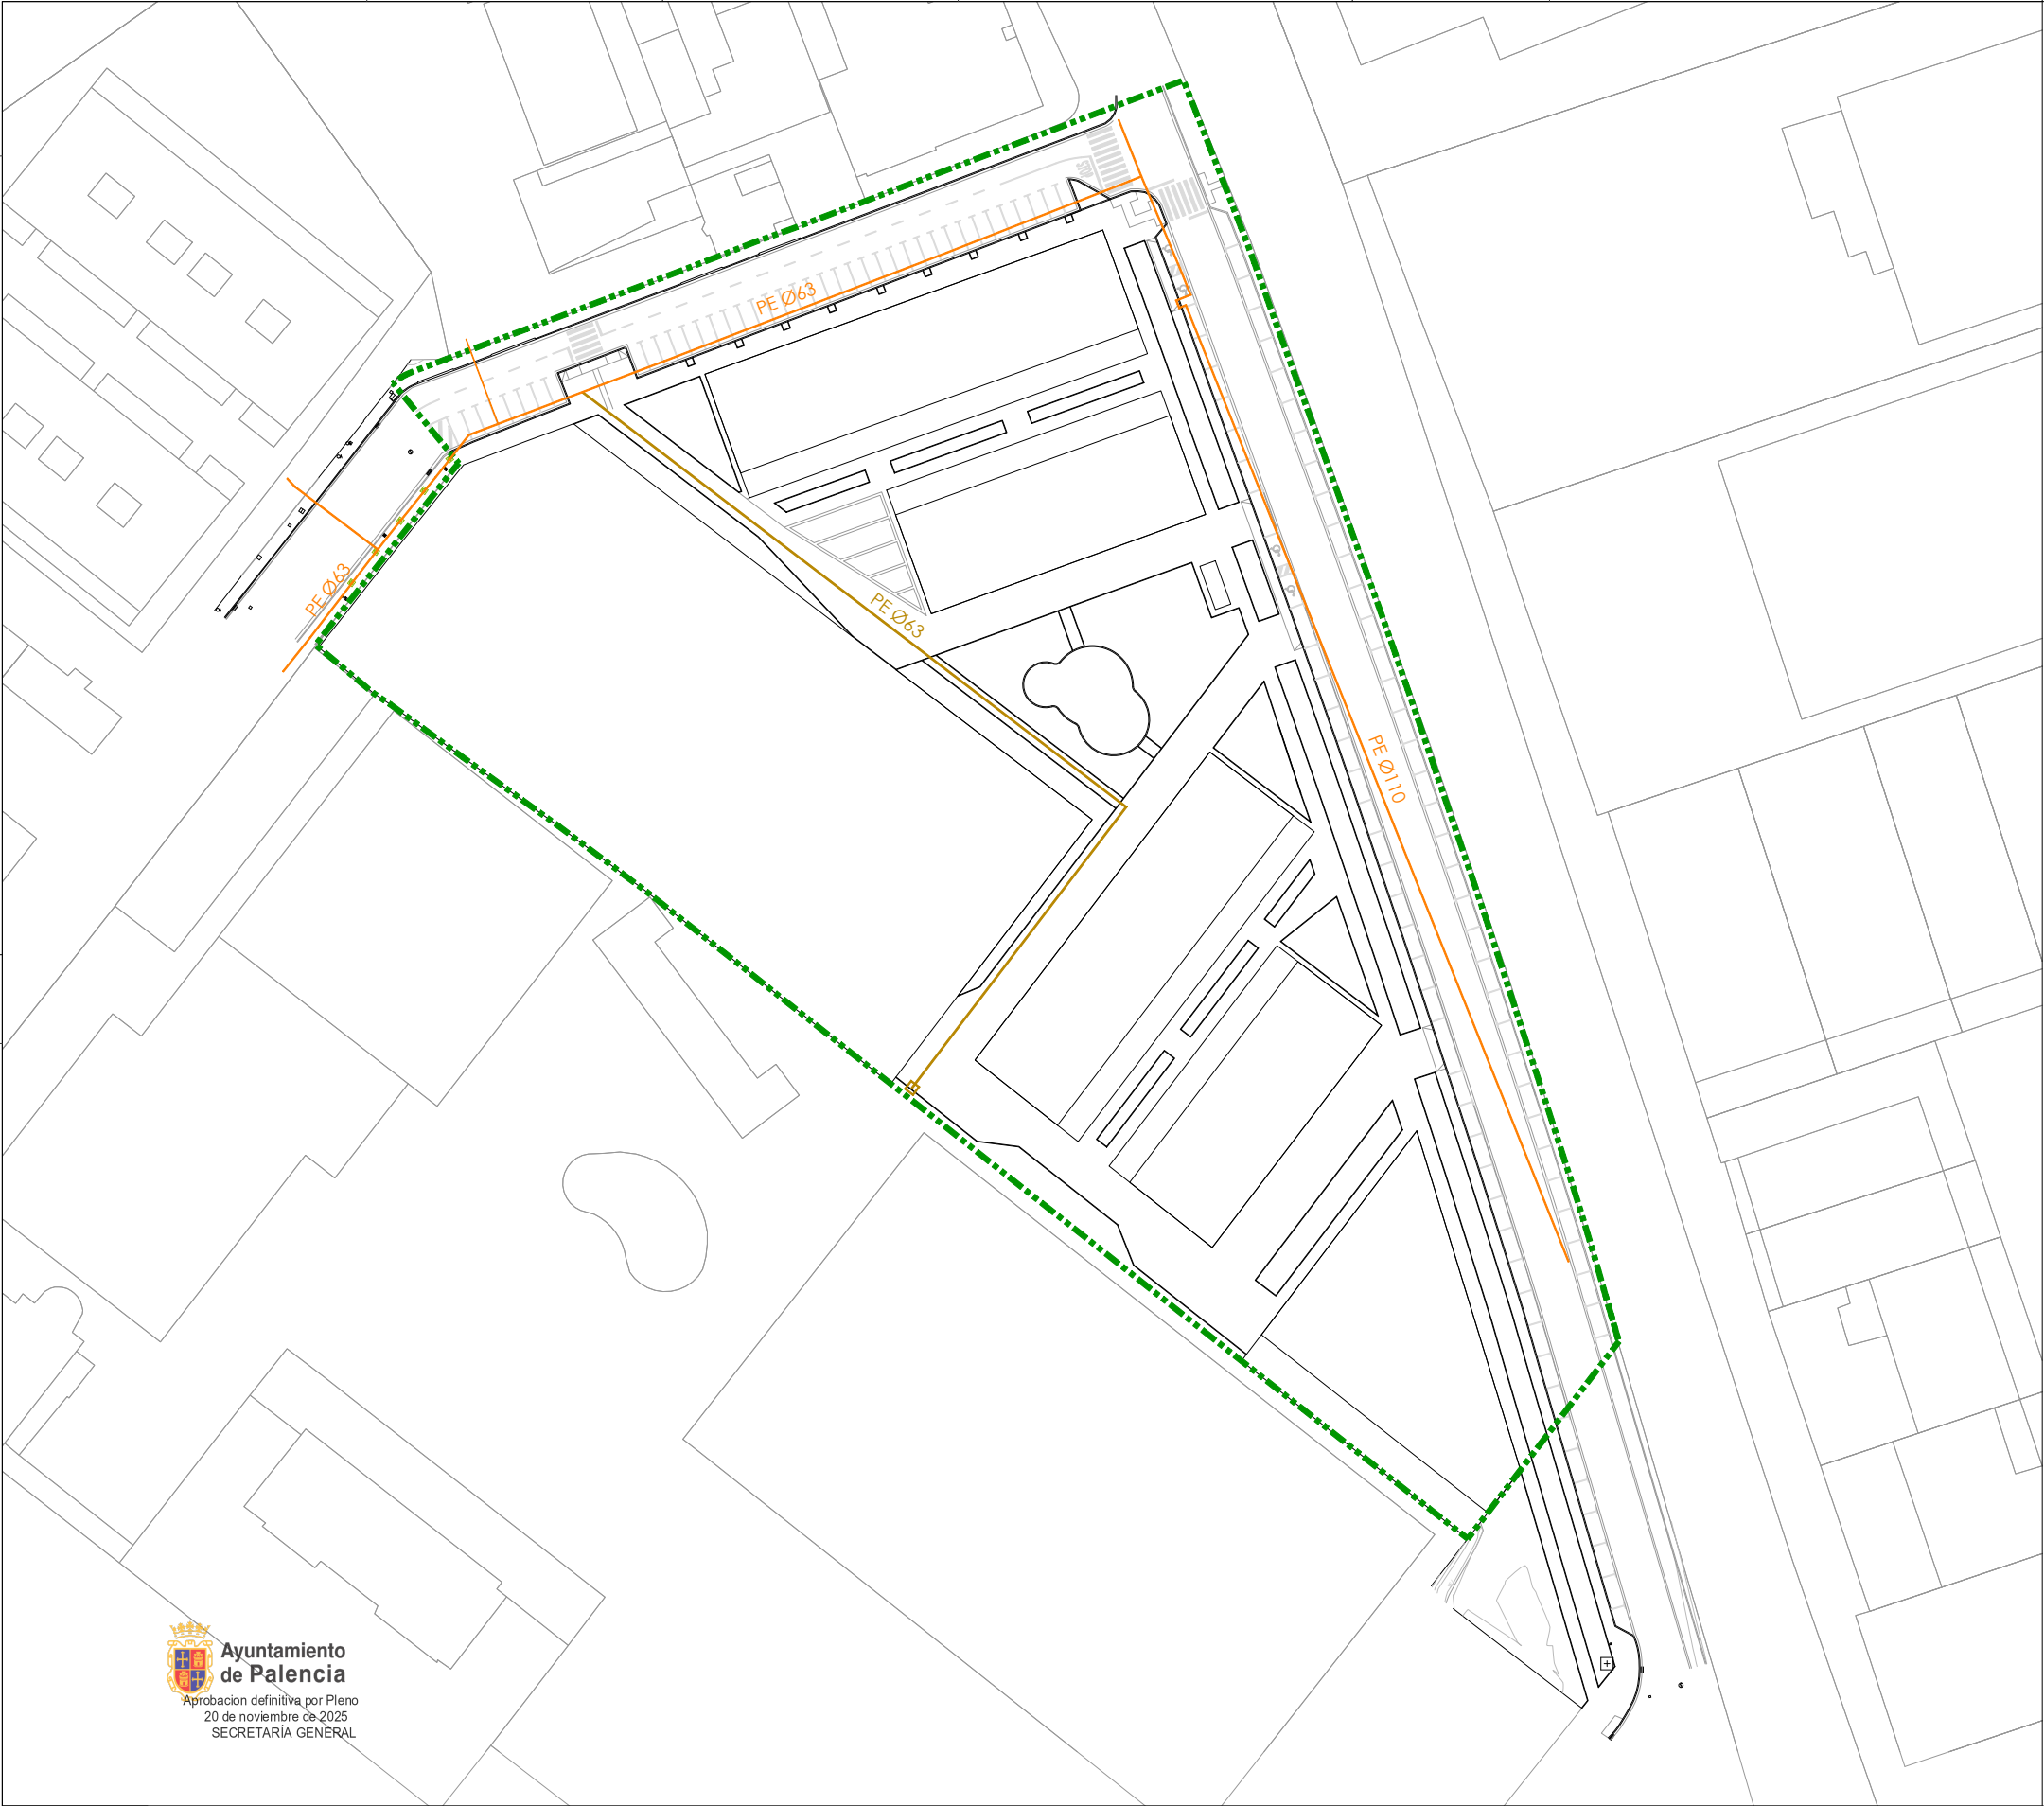 PE Ø63
PE Ø63
PE Ø63
PE Ø110
Ayuntamiento
de Palencia
Aprobacion definitiva por Pleno
20 de noviembre de 2025
SECRETARÍA GENERAL